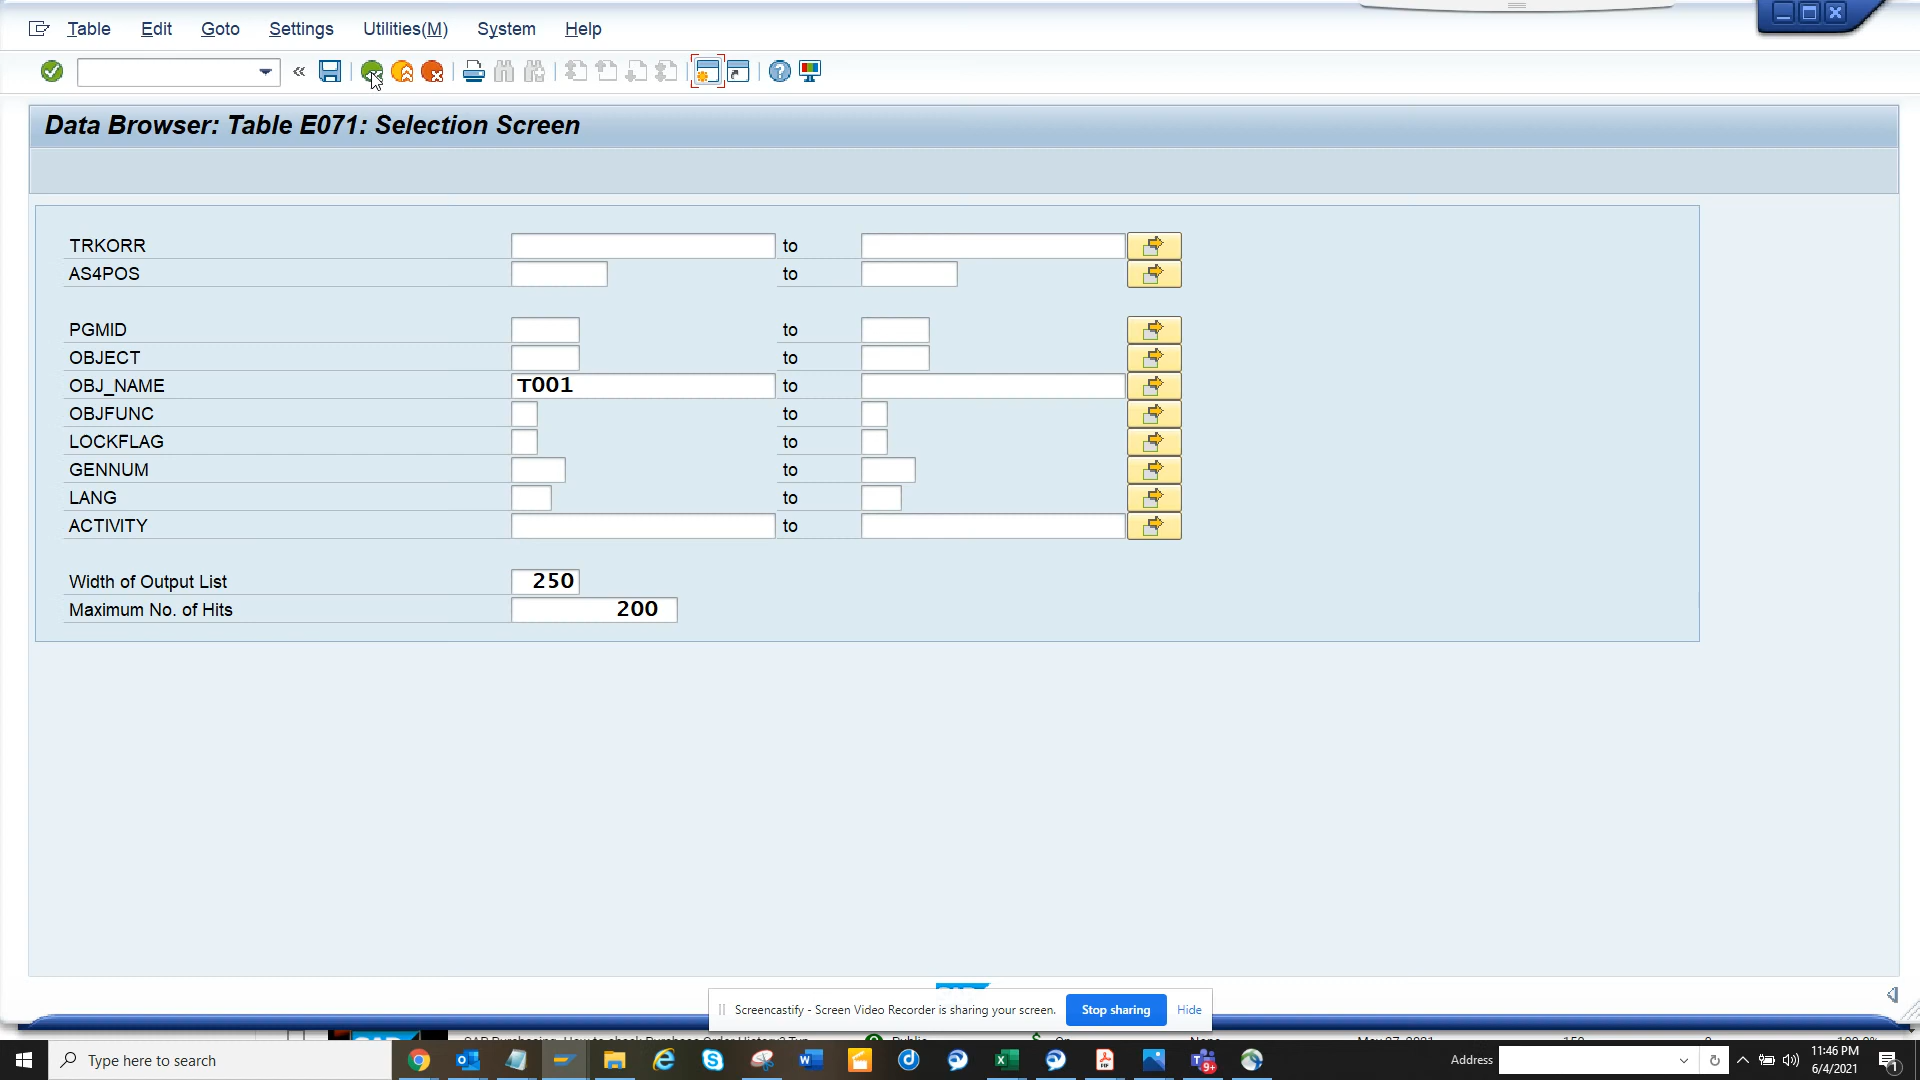 Table Edit Goto Settings Utilities(M) System Help
Data Browser: Table E071: Selection Screen
TRKORR to
AS4POS to
PGMID to
OBJECT to
OBJ_NAME T001 to
OBJFUNC to
LOCKFLAG to
GENNUM to
LANG to
ACTIVITY to
Width of Output List 250
Maximum No. of Hits 200
Screencastify - Screen Video Recorder is sharing your screen. Stop sharing Hide
Type here to search
9+
Address
11:46 PM
6/4/2021
1